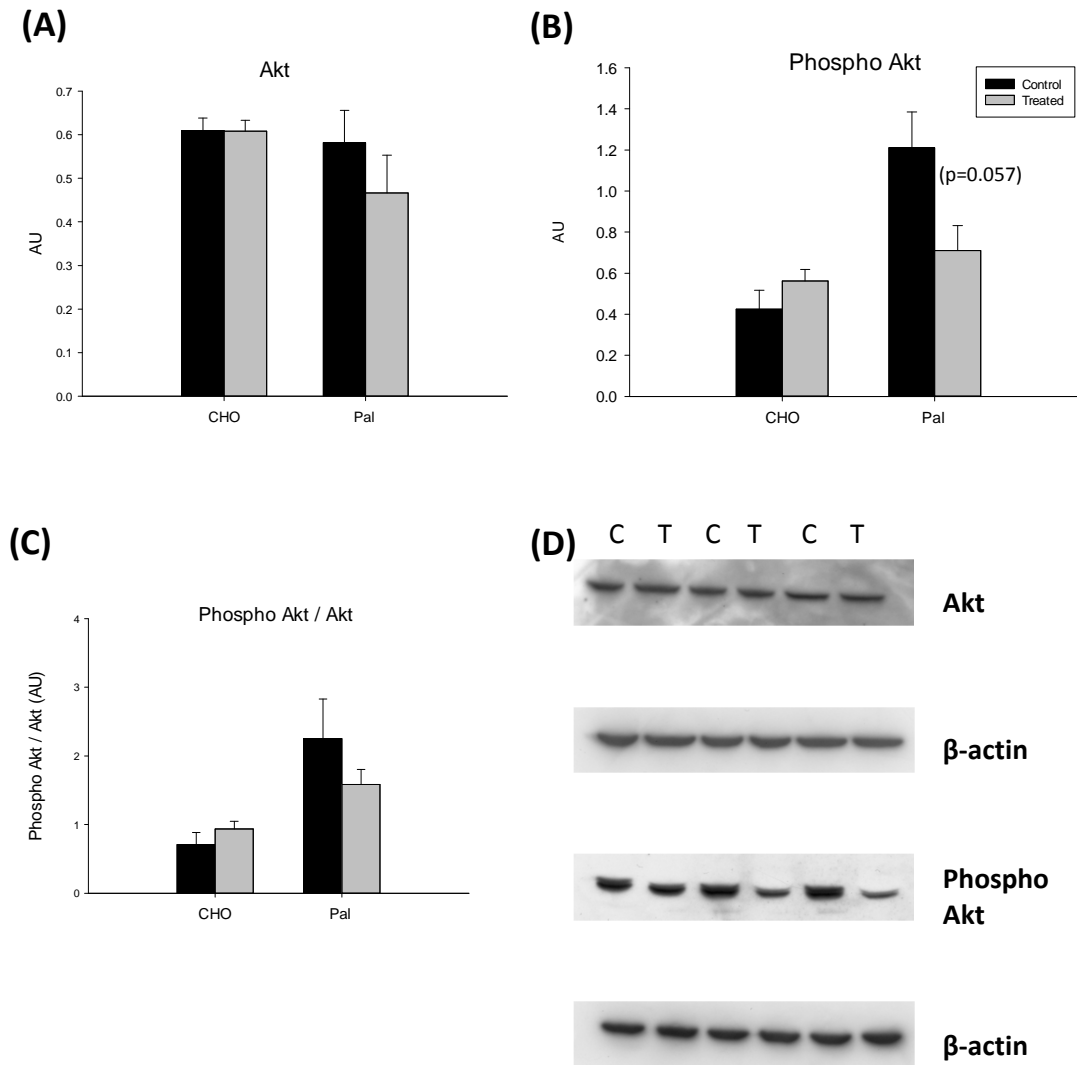 (A)
Akt
0.7
0.6
0.5
0.4
0.3
0.2
0.1
0.0
AU
CHO
Pal
(B)
Phospho Akt
1.6
1.4
1.2
1.0
0.8
0.6
0.4
0.2
0.0
AU
Control
Treated
(p=0.057)
CHO
Pal
(C)
Phospho Akt / Akt
4
3
2
1
0
Phospho Akt / Akt (AU)
CHO
Pal
(D)
C T C T C T
Akt
β-actin
Phospho
Akt
β-actin